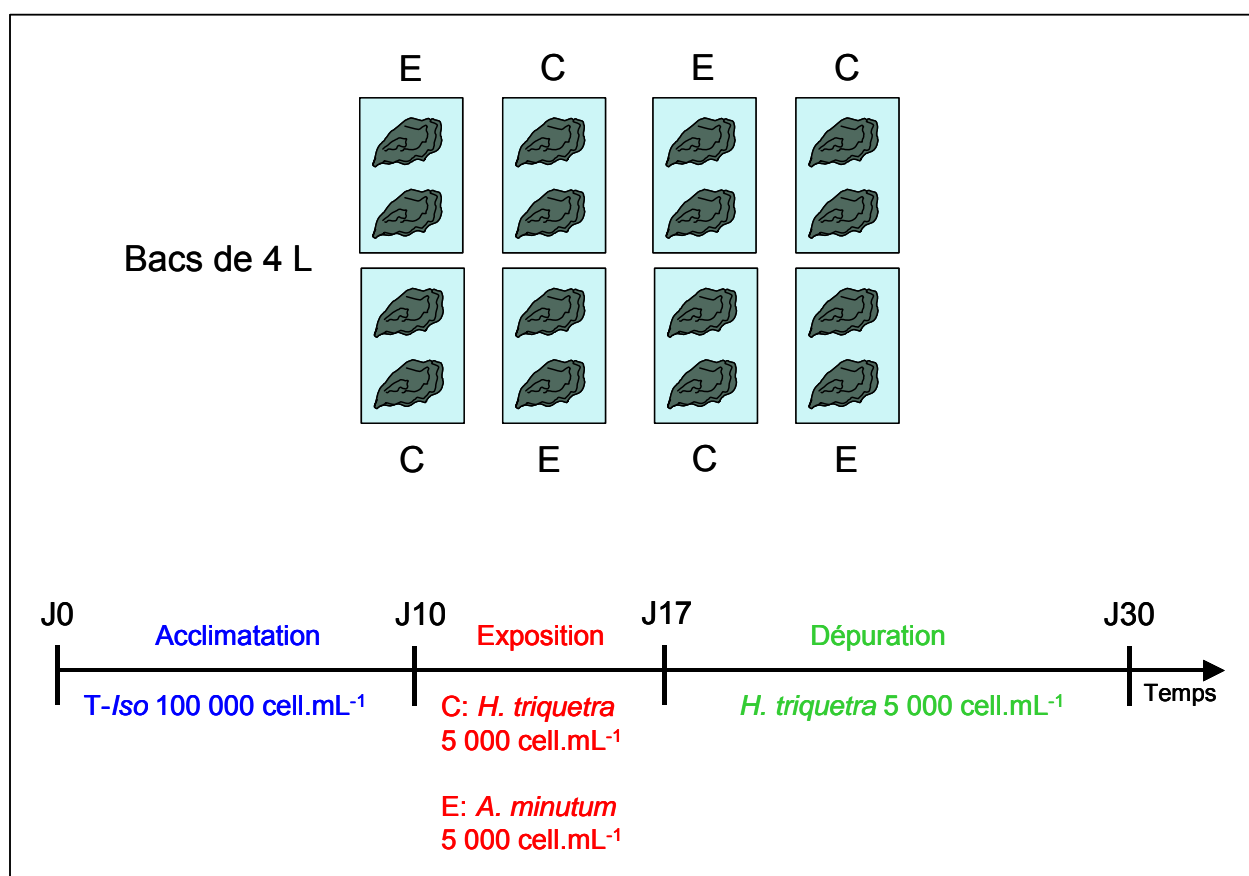 E C E C
Bacs de 4 L
C E C E
J0 J10 J17 J30
Acclimatation Exposition Dépuration
T-Iso 100 000 cell.mL⁻¹
C: H. triquetra
5 000 cell.mL⁻¹
H. triquetra 5 000 cell.mL⁻¹
Temps
E: A. minutum
5 000 cell.mL⁻¹